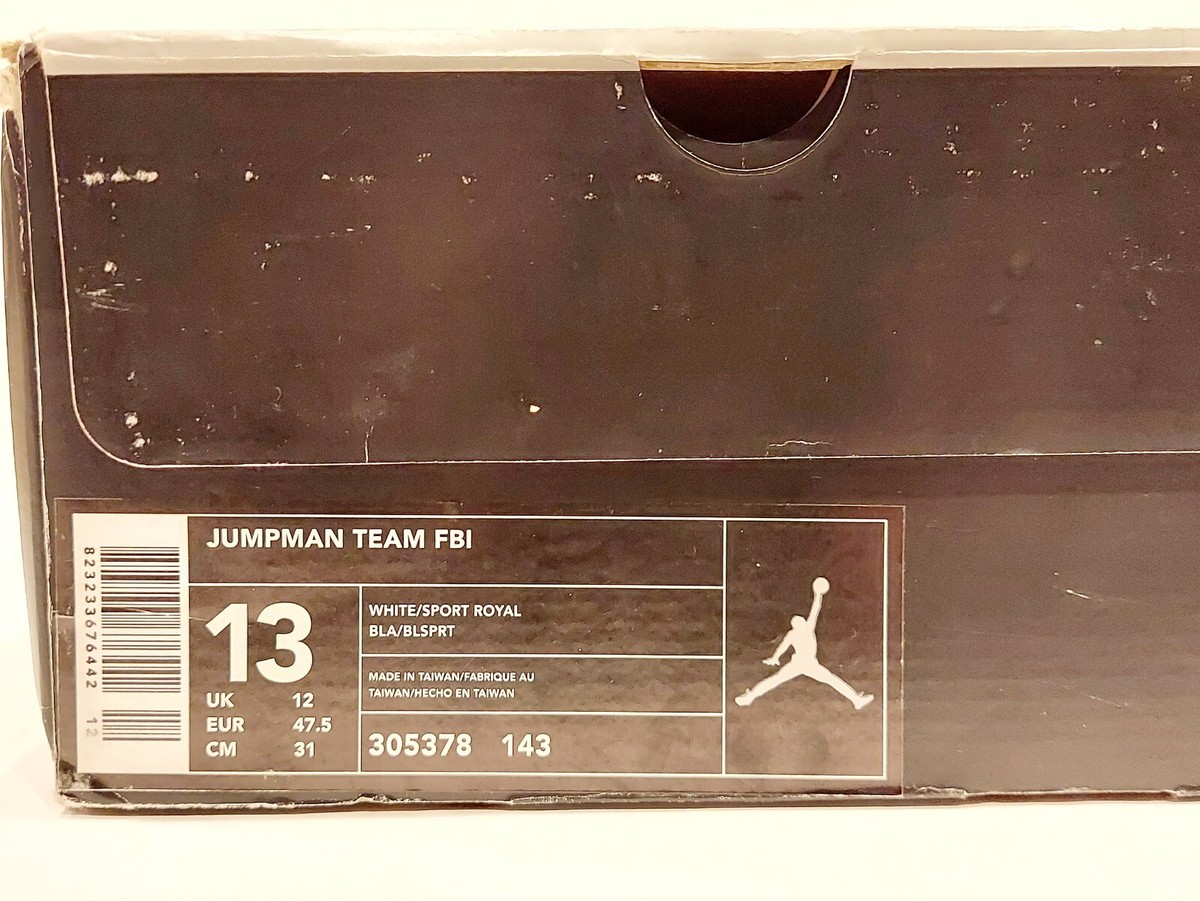 JUMPMAN TEAM FBI
823233676442 12
13
UK 12
EUR 47.5
CM 31
WHITE/SPORT ROYAL
BLA/BLSPRT
MADE IN TAIWAN/FABRIQUE AU
TAIWAN/HECHO EN TAIWAN
305378 143